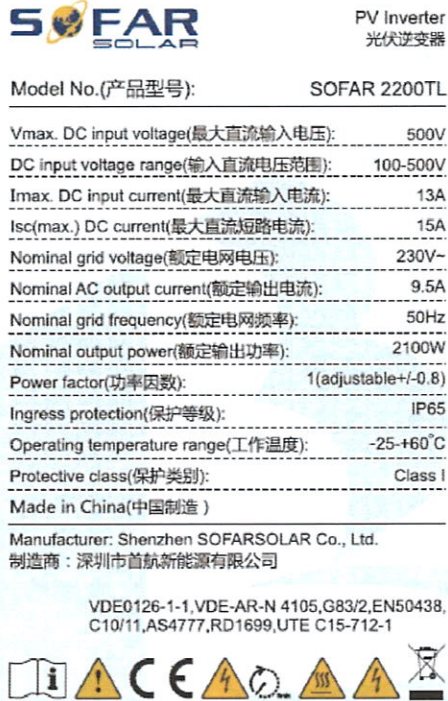 SOFAR
SOLAR
PV Inverter
光伏逆变器
Model No.(产品型号): SOFAR 2200TL
Vmax. DC input voltage(最大直流输入电压): 500V
DC input voltage range(输入直流电压范围): 100-500V
Imax. DC input current(最大直流输入电流): 13A
Isc(max.) DC current(最大直流短路电流): 15A
Nominal grid voltage(额定电网电压): 230V~
Nominal AC output current(额定输出电流): 9.5A
Nominal grid frequency(额定电网频率): 50Hz
Nominal output power(额定输出功率): 2100W
Power factor(功率因数): 1(adjustable+/-0.8)
Ingress protection(保护等级): IP65
Operating temperature range(工作温度): -25-+60°C
Protective class(保护类别): Class I
Made in China(中国制造)
Manufacturer: Shenzhen SOFARSOLAR Co., Ltd.
制造商：深圳市首航新能源有限公司
VDE0126-1-1,VDE-AR-N 4105,G83/2,EN50438,
C10/11,AS4777,RD1699,UTE C15-712-1
CE